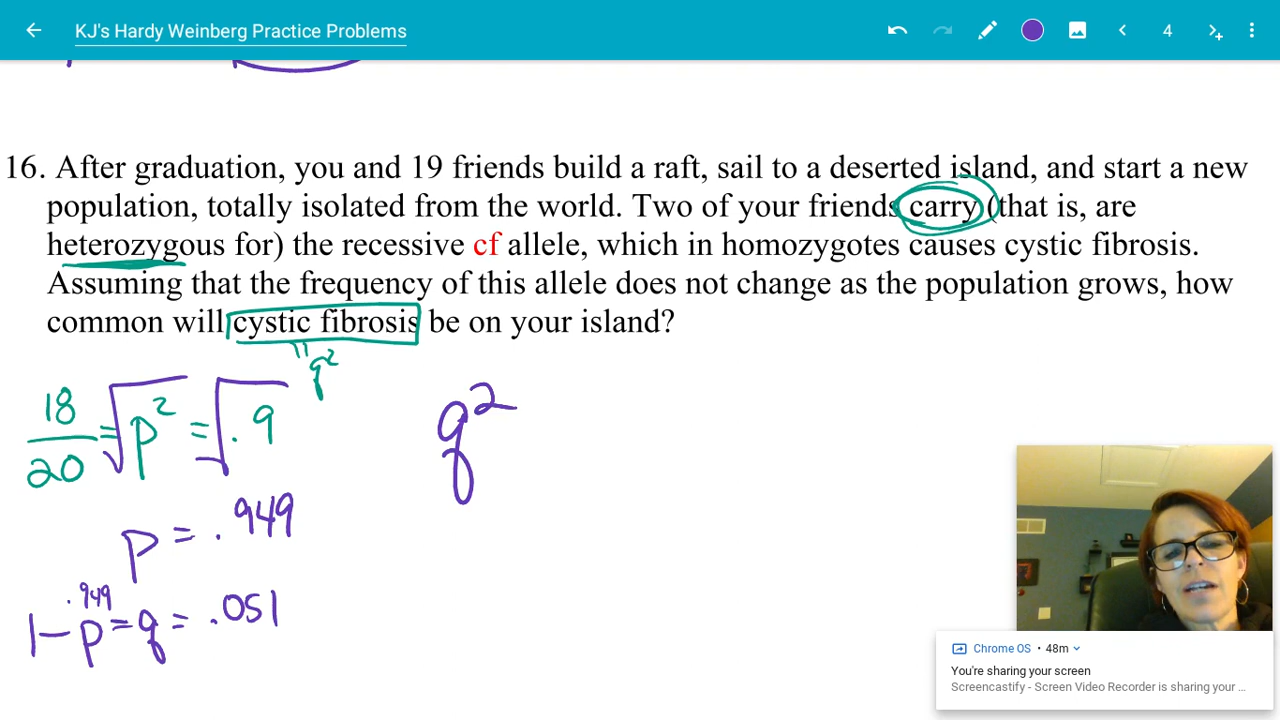 KJ's Hardy Weinberg Practice Problems
4
16. After graduation, you and 19 friends build a raft, sail to a deserted island, and start a new
population, totally isolated from the world. Two of your friends carry (that is, are
heterozygous for) the recessive cf allele, which in homozygotes causes cystic fibrosis.
Assuming that the frequency of this allele does not change as the population grows, how
common will cystic fibrosis be on your island?
" q²
18/20 = √p² = √.9
q²
p = .949
.949
1-p = q = .051
Chrome OS • 48m
You're sharing your screen
Screencastify - Screen Video Recorder is sharing your ...